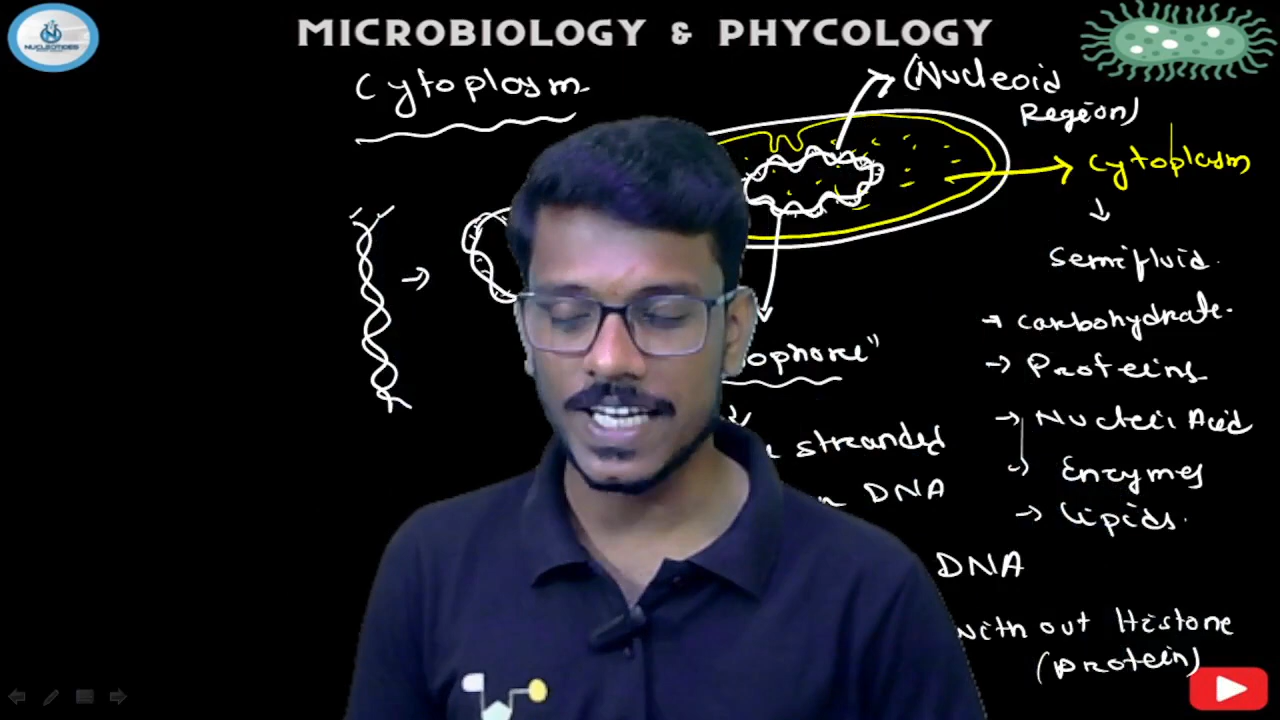 MICROBIOLOGY & PHYCOLOGY
NUCLEOTIDES
Cytoplasm
(Nucleoid
Region)
cytoplasm
semifluid.
→ carbohydrate.
→ Proteins
→ Nucleic Acid
→ Enzymes
→ lipids.
ophore"
stranded
DNA
DNA
with out Histone
(protein)